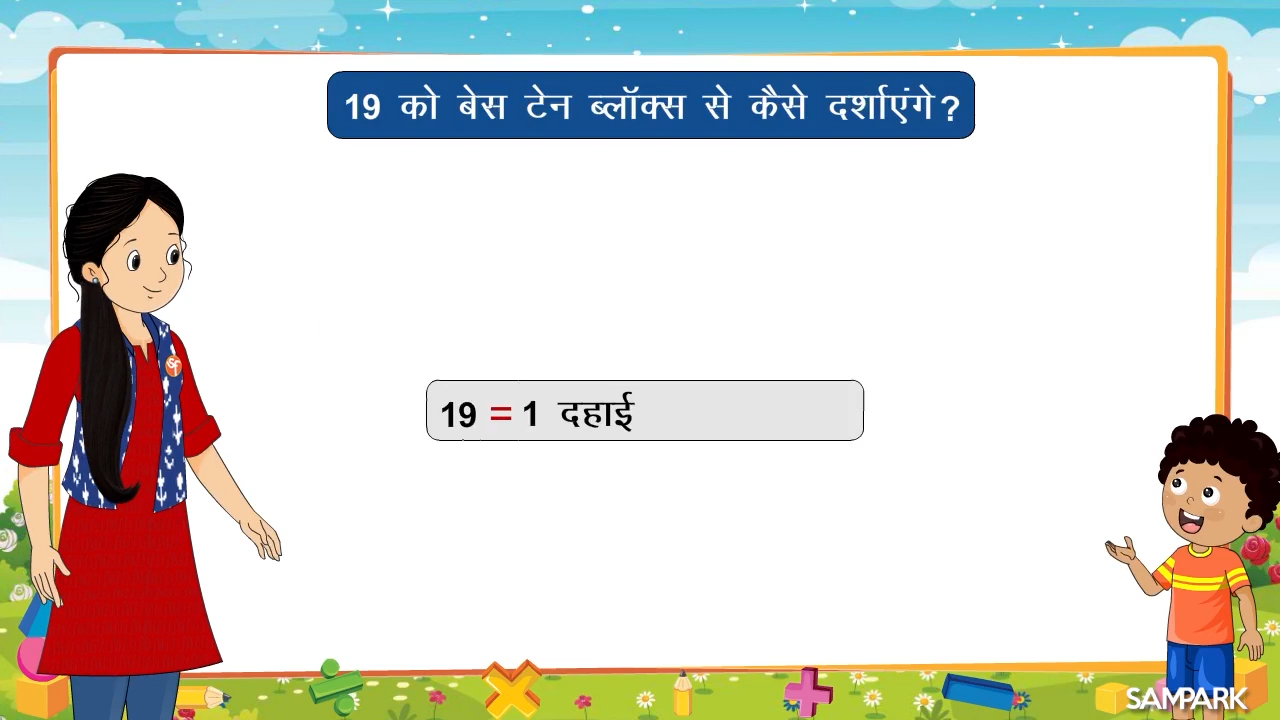 19 को बेस टेन ब्लॉक्स से कैसे दर्शाएंगे?
19 = 1 दहाई
SAMPARK